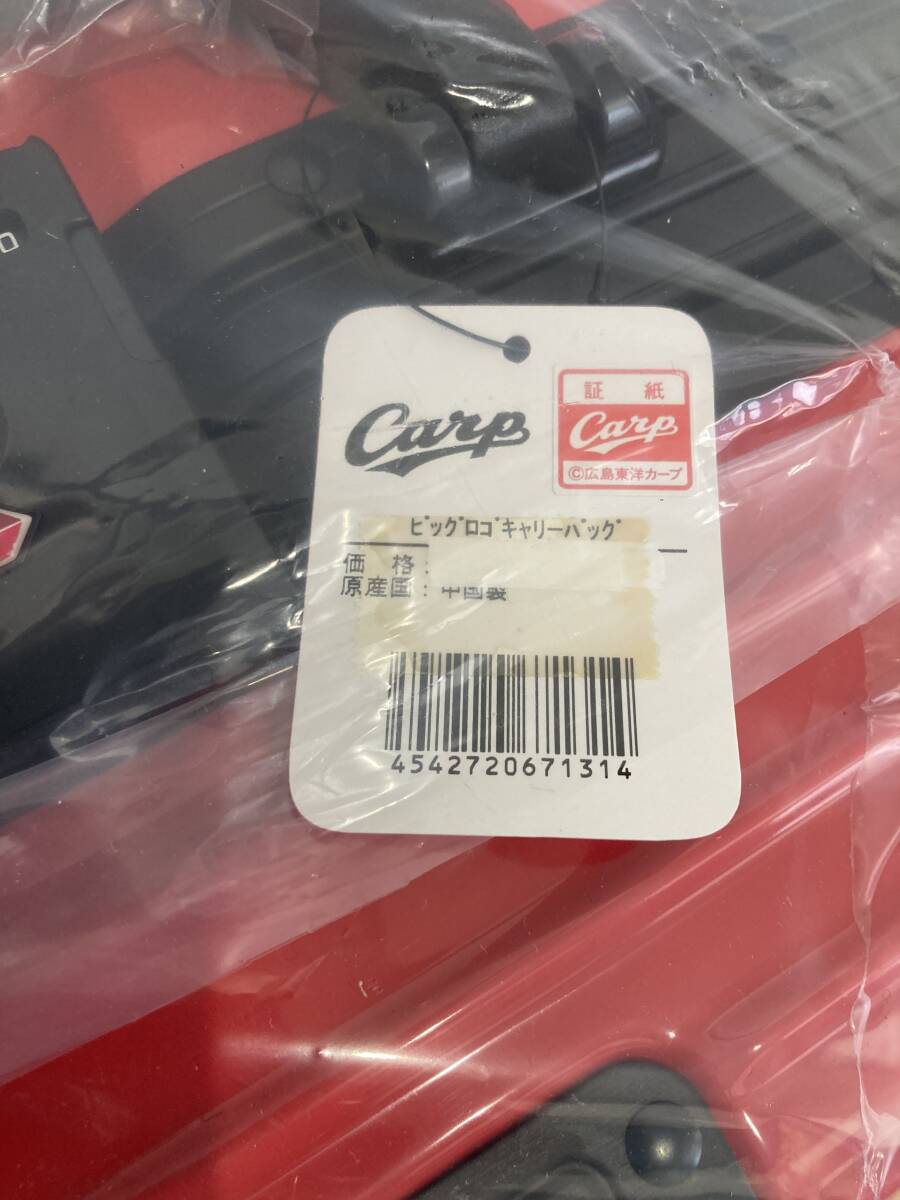 Carp
証 紙
Carp
©広島東洋カープ
ﾋﾞｯｸﾞﾛｺﾞｷｬﾘｰﾊﾞｯｸﾞ
価 格:
原産国: 中国製
4542720671314